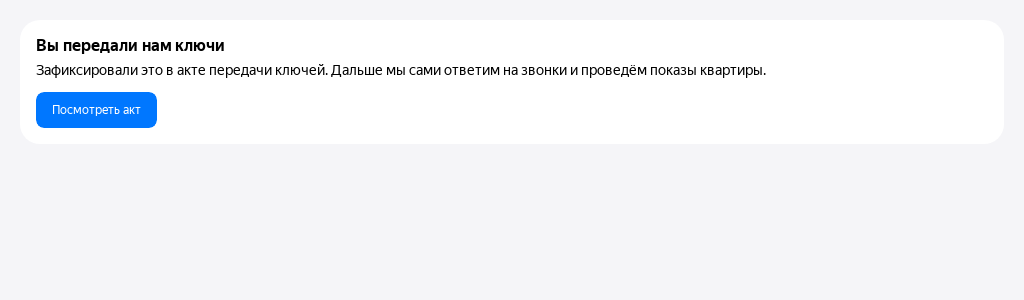 Вы передали нам ключи
Зафиксировали это в акте передачи ключей. Дальше мы сами ответим на звонки и проведём показы квартиры.
Посмотреть акт